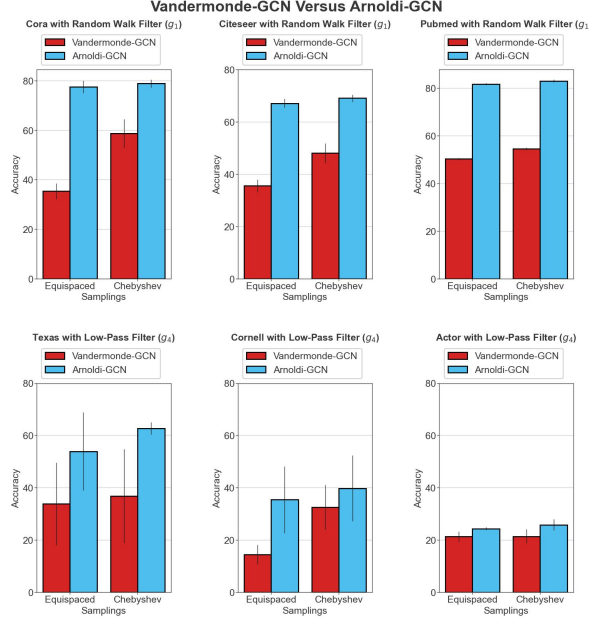 Vandermonde-GCN Versus Arnoldi-GCN
Cora with Random Walk Filter (g₁)
Vandermonde-GCN
Arnoldi-GCN
80
60
40
20
0
Accuracy
Equispaced
Chebyshev
Samplings
Citeseer with Random Walk Filter (g₁)
Vandermonde-GCN
Arnoldi-GCN
80
60
40
20
0
Accuracy
Equispaced
Chebyshev
Samplings
Pubmed with Random Walk Filter (g₁
Vandermonde-GCN
Arnoldi-GCN
80
60
40
20
0
Accuracy
Equispaced
Chebyshev
Samplings
Texas with Low-Pass Filter (g₄)
Vandermonde-GCN
Arnoldi-GCN
80
60
40
20
0
Accuracy
Equispaced
Chebyshev
Samplings
Cornell with Low-Pass Filter (g₄)
Vandermonde-GCN
Arnoldi-GCN
80
60
40
20
0
Accuracy
Equispaced
Chebyshev
Samplings
Actor with Low-Pass Filter (g₄)
Vandermonde-GCN
Arnoldi-GCN
80
60
40
20
0
Accuracy
Equispaced
Chebyshev
Samplings